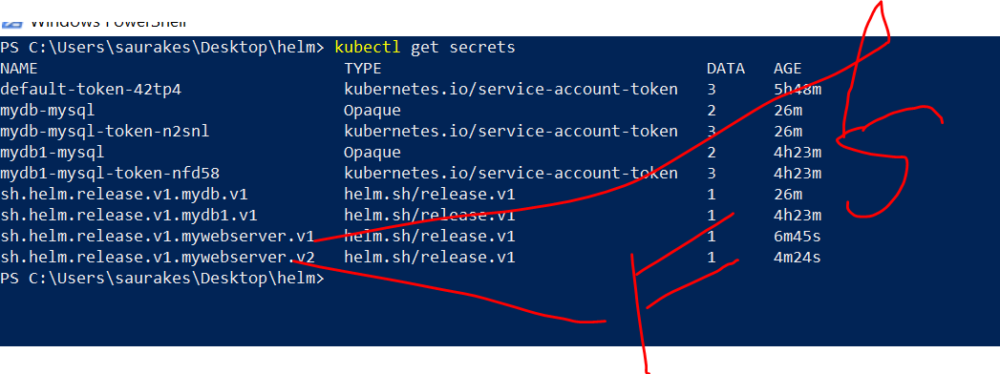 Windows PowerShell
PS C:\Users\saurakes\Desktop\helm> kubectl get secrets
NAME TYPE DATA AGE
default-token-42tp4 kubernetes.io/service-account-token 3 5h48m
mydb-mysql Opaque 2 26m
mydb-mysql-token-n2snl kubernetes.io/service-account-token 3 26m
mydb1-mysql Opaque 2 4h23m
mydb1-mysql-token-nfd58 kubernetes.io/service-account-token 3 4h23m
sh.helm.release.v1.mydb.v1 helm.sh/release.v1 1 26m
sh.helm.release.v1.mydb1.v1 helm.sh/release.v1 1 4h23m
sh.helm.release.v1.mywebserver.v1 helm.sh/release.v1 1 6m45s
sh.helm.release.v1.mywebserver.v2 helm.sh/release.v1 1 4m24s
PS C:\Users\saurakes\Desktop\helm>